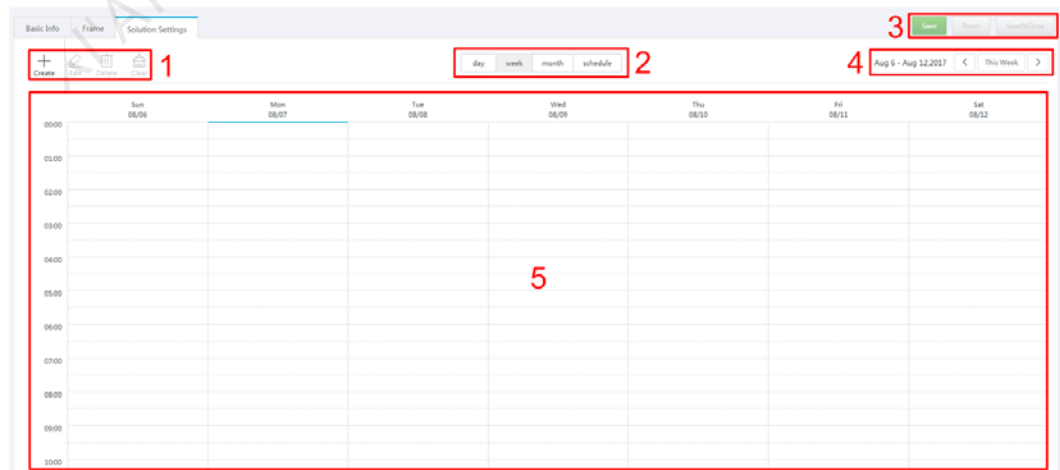 Basic Info Frame Solution Settings
3 Save Reset Save&Close
Create Edit Delete Clear 1
day week month schedule 2
4 Aug 6 - Aug 12,2017 < This Week >
Sun Mon Tue Wed Thu Fri Sat
08/06 08/07 08/08 08/09 08/10 08/11 08/12
00:00
01:00
02:00
03:00
04:00
5
05:00
06:00
07:00
08:00
09:00
10:00